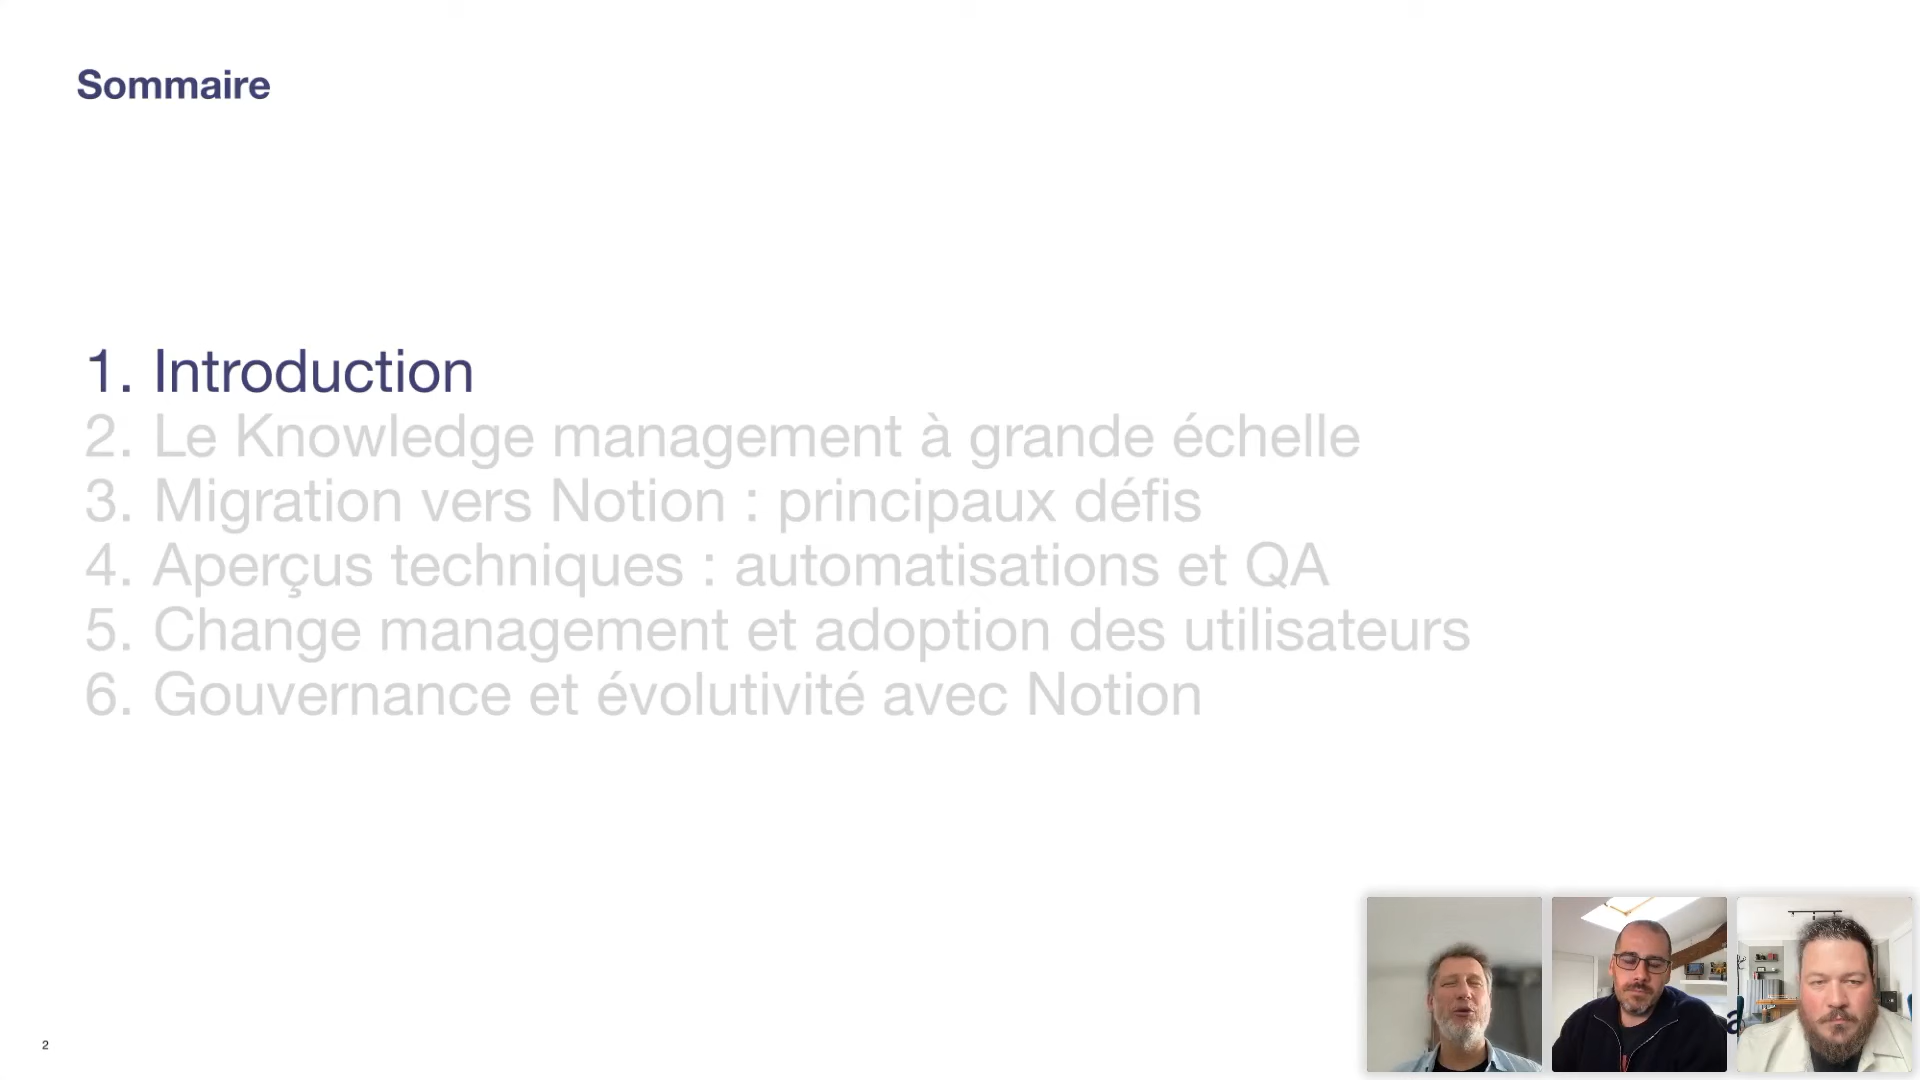 Sommaire
1. Introduction
2. Le Knowledge management à grande échelle
3. Migration vers Notion : principaux défis
4. Aperçus techniques : automatisations et QA
5. Change management et adoption des utilisateurs
6. Gouvernance et évolutivité avec Notion
2